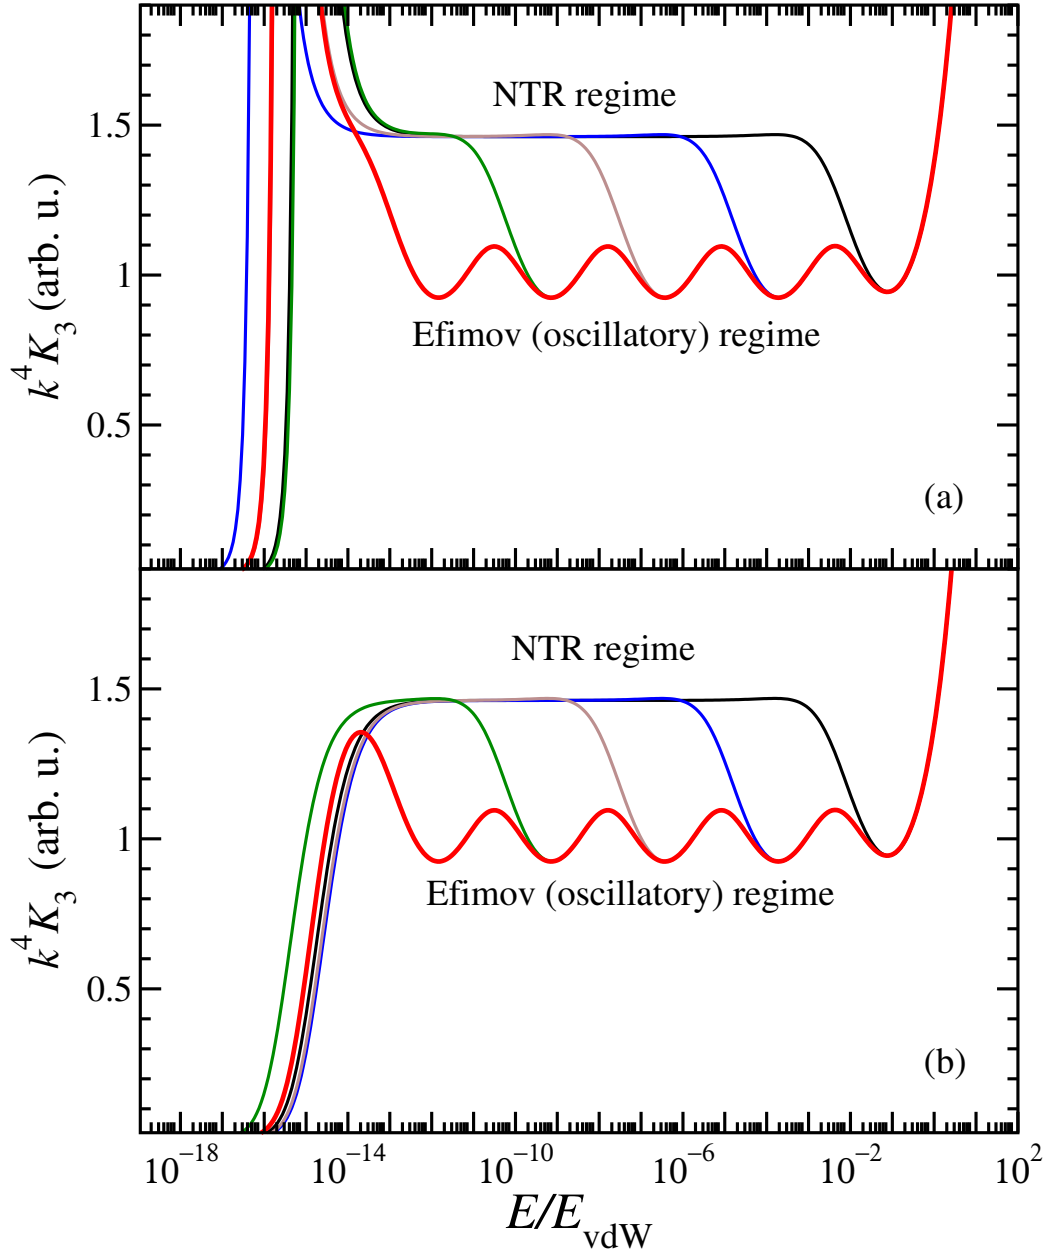 NTR regime
1.5
k⁴K₃ (arb. u.)
1
Efimov (oscillatory) regime
0.5
(a)
NTR regime
1.5
k⁴K₃ (arb. u.)
1
Efimov (oscillatory) regime
0.5
(b)
10⁻¹⁸ 10⁻¹⁴ 10⁻¹⁰ 10⁻⁶ 10⁻² 10²
E/E_vdW